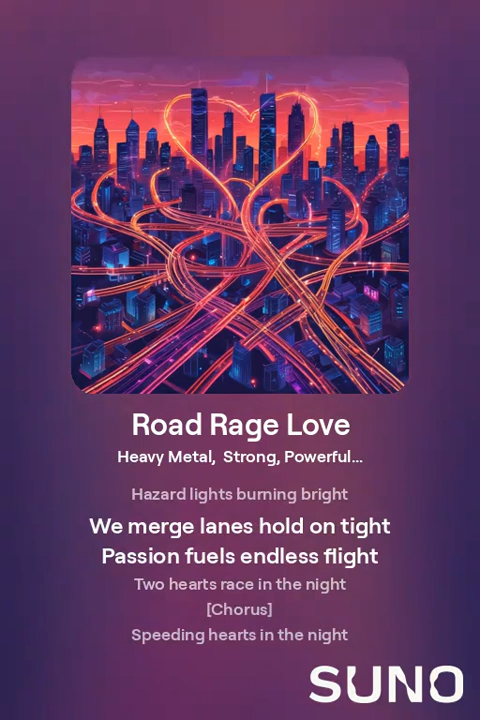 Road Rage Love
Heavy Metal, Strong, Powerful...
Hazard lights burning bright
We merge lanes hold on tight
Passion fuels endless flight
Two hearts race in the night
[Chorus]
Speeding hearts in the night
SUNO